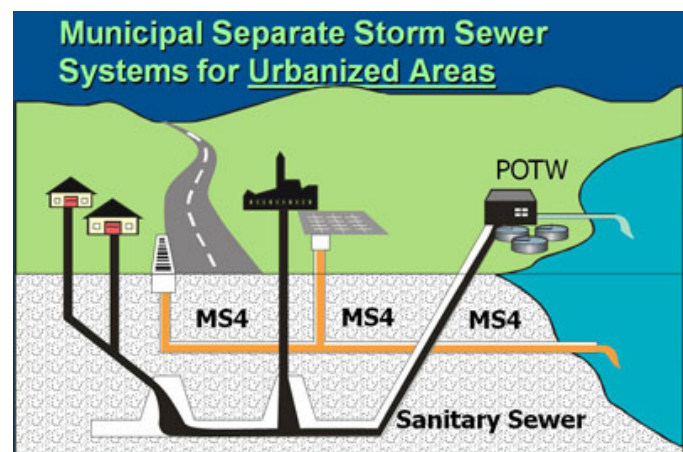 Municipal Separate Storm Sewer
Systems for Urbanized Areas
POTW
MS4 MS4 MS4
Sanitary Sewer